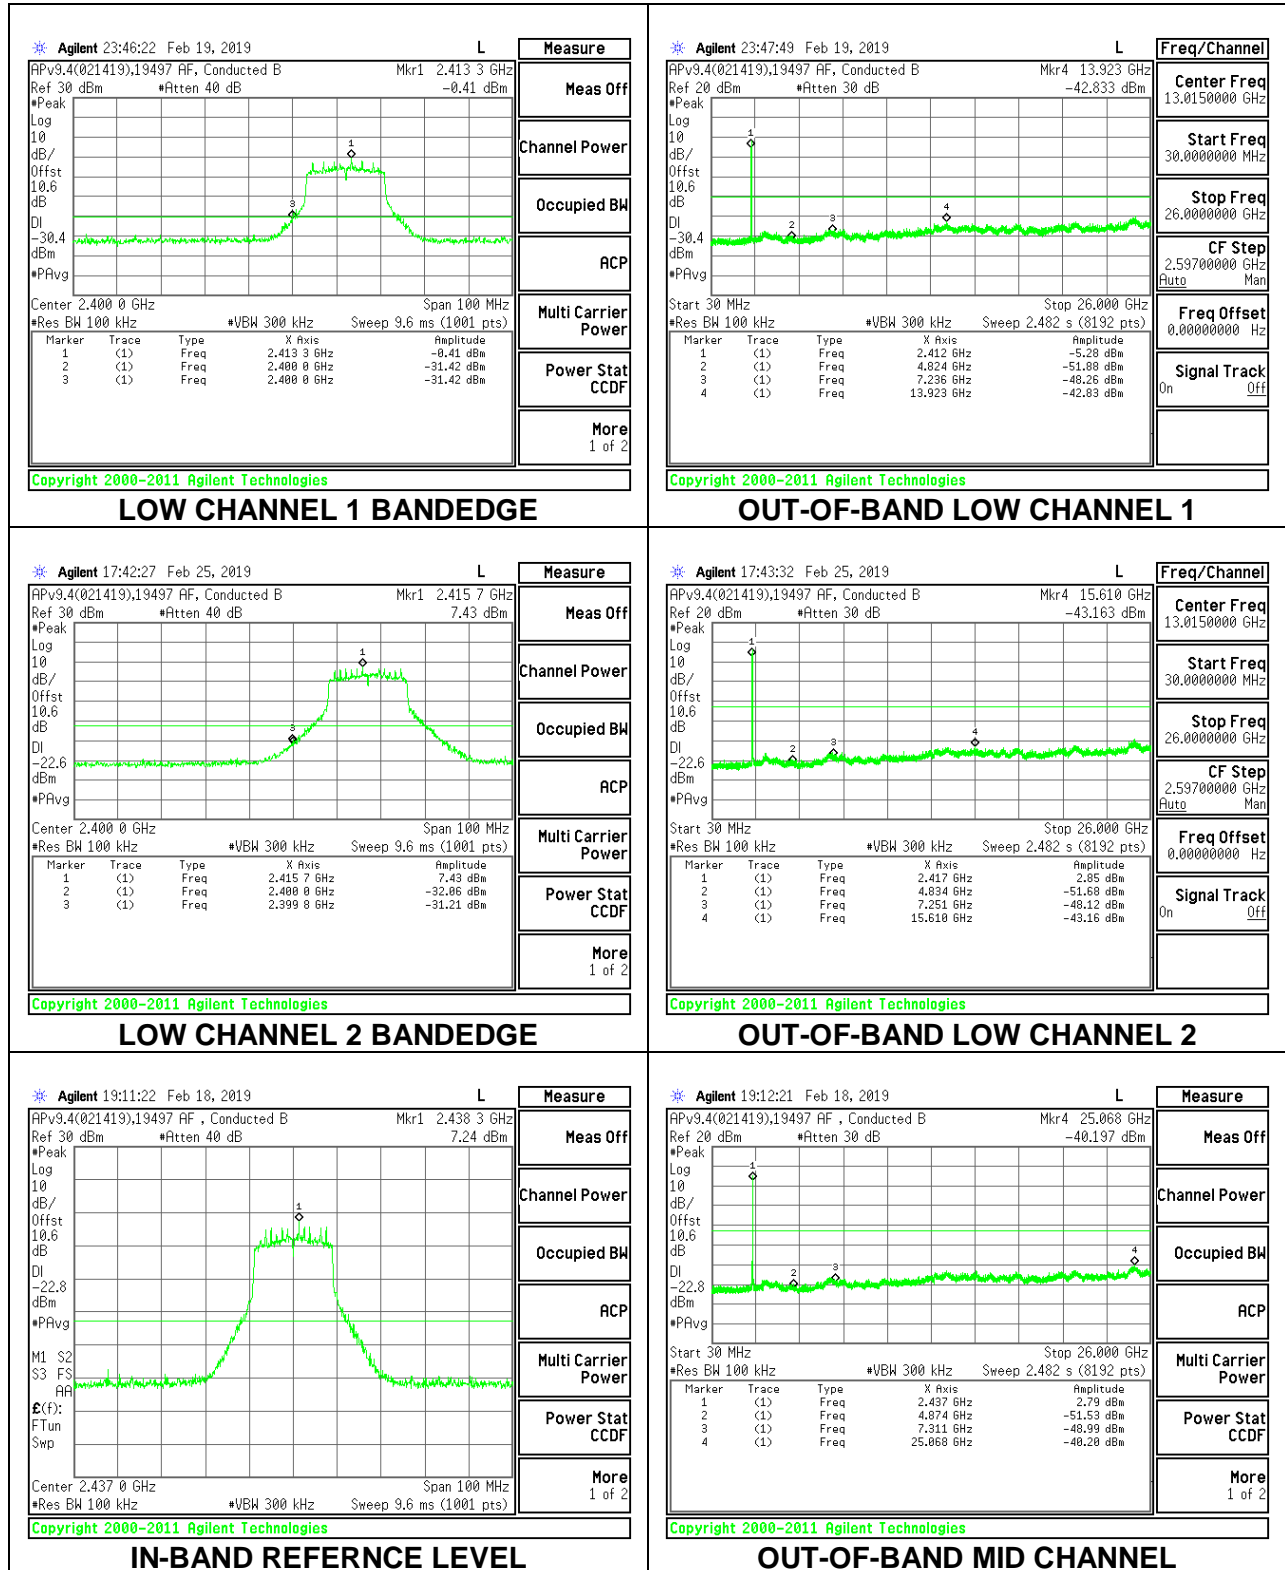 Agilent 23:46:22 Feb 19, 2019 L Measure
APv9.4(021419),19497 AF, Conducted B Mkr1 2.413 3 GHz
Ref 30 dBm #Atten 40 dB -0.41 dBm
Meas Off
#Peak
Log
10
dB/
Offst
10.6
dB
DI
-30.4
dBm
#PAvg
1
3
Channel Power
Occupied BW
ACP
Multi Carrier
Power
Power Stat
CCDF
More
1 of 2
Center 2.400 0 GHz Span 100 MHz
#Res BW 100 kHz #VBW 300 kHz Sweep 9.6 ms (1001 pts)
Marker Trace Type X Axis Amplitude
1 (1) Freq 2.413 3 GHz -0.41 dBm
2 (1) Freq 2.400 0 GHz -31.42 dBm
3 (1) Freq 2.400 0 GHz -31.42 dBm
Copyright 2000-2011 Agilent Technologies
LOW CHANNEL 1 BANDEDGE
Agilent 23:47:49 Feb 19, 2019 L Freq/Channel
APv9.4(021419),19497 AF, Conducted B Mkr4 13.923 GHz
Ref 20 dBm #Atten 30 dB -42.833 dBm
#Peak
Log
10
dB/
Offst
10.6
dB
DI
-30.4
dBm
#PAvg
1
2
3
4
Center Freq
13.0150000 GHz
Start Freq
30.0000000 MHz
Stop Freq
26.0000000 GHz
CF Step
2.59700000 GHz
Auto Man
Freq Offset
0.00000000 Hz
Signal Track
On Off
Start 30 MHz Stop 26.000 GHz
#Res BW 100 kHz #VBW 300 kHz Sweep 2.482 s (8192 pts)
Marker Trace Type X Axis Amplitude
1 (1) Freq 2.412 GHz -5.28 dBm
2 (1) Freq 4.824 GHz -51.88 dBm
3 (1) Freq 7.236 GHz -48.26 dBm
4 (1) Freq 13.923 GHz -42.83 dBm
Copyright 2000-2011 Agilent Technologies
OUT-OF-BAND LOW CHANNEL 1
Agilent 17:42:27 Feb 25, 2019 L Measure
APv9.4(021419),19497 AF, Conducted B Mkr1 2.415 7 GHz
Ref 30 dBm #Atten 40 dB 7.43 dBm
Meas Off
#Peak
Log
10
dB/
Offst
10.6
dB
DI
-22.6
dBm
#PAvg
1
3
Channel Power
Occupied BW
ACP
Multi Carrier
Power
Power Stat
CCDF
More
1 of 2
Center 2.400 0 GHz Span 100 MHz
#Res BW 100 kHz #VBW 300 kHz Sweep 9.6 ms (1001 pts)
Marker Trace Type X Axis Amplitude
1 (1) Freq 2.415 7 GHz 7.43 dBm
2 (1) Freq 2.400 0 GHz -32.06 dBm
3 (1) Freq 2.399 8 GHz -31.21 dBm
Copyright 2000-2011 Agilent Technologies
LOW CHANNEL 2 BANDEDGE
Agilent 17:43:32 Feb 25, 2019 L Freq/Channel
APv9.4(021419),19497 AF, Conducted B Mkr4 15.610 GHz
Ref 20 dBm #Atten 30 dB -43.163 dBm
#Peak
Log
10
dB/
Offst
10.6
dB
DI
-22.6
dBm
#PAvg
1
2
3
4
Center Freq
13.0150000 GHz
Start Freq
30.0000000 MHz
Stop Freq
26.0000000 GHz
CF Step
2.59700000 GHz
Auto Man
Freq Offset
0.00000000 Hz
Signal Track
On Off
Start 30 MHz Stop 26.000 GHz
#Res BW 100 kHz #VBW 300 kHz Sweep 2.482 s (8192 pts)
Marker Trace Type X Axis Amplitude
1 (1) Freq 2.417 GHz 2.85 dBm
2 (1) Freq 4.834 GHz -51.68 dBm
3 (1) Freq 7.251 GHz -48.12 dBm
4 (1) Freq 15.610 GHz -43.16 dBm
Copyright 2000-2011 Agilent Technologies
OUT-OF-BAND LOW CHANNEL 2
Agilent 19:11:22 Feb 18, 2019 L Measure
APv9.4(021419),19497 AF , Conducted B Mkr1 2.438 3 GHz
Ref 30 dBm #Atten 40 dB 7.24 dBm
Meas Off
#Peak
Log
10
dB/
Offst
10.6
dB
DI
-22.8
dBm
#PAvg
M1 S2
S3 FS
AA
£(f):
FTun
Swp
1
Channel Power
Occupied BW
ACP
Multi Carrier
Power
Power Stat
CCDF
More
1 of 2
Center 2.437 0 GHz Span 100 MHz
#Res BW 100 kHz #VBW 300 kHz Sweep 9.6 ms (1001 pts)
Copyright 2000-2011 Agilent Technologies
IN-BAND REFERNCE LEVEL
Agilent 19:12:21 Feb 18, 2019 L Measure
APv9.4(021419),19497 AF , Conducted B Mkr4 25.068 GHz
Ref 20 dBm #Atten 30 dB -40.197 dBm
Meas Off
#Peak
Log
10
dB/
Offst
10.6
dB
DI
-22.8
dBm
#PAvg
1
2
3
4
Channel Power
Occupied BW
ACP
Multi Carrier
Power
Power Stat
CCDF
More
1 of 2
Start 30 MHz Stop 26.000 GHz
#Res BW 100 kHz #VBW 300 kHz Sweep 2.482 s (8192 pts)
Marker Trace Type X Axis Amplitude
1 (1) Freq 2.437 GHz 2.79 dBm
2 (1) Freq 4.874 GHz -51.53 dBm
3 (1) Freq 7.311 GHz -48.99 dBm
4 (1) Freq 25.068 GHz -40.20 dBm
Copyright 2000-2011 Agilent Technologies
OUT-OF-BAND MID CHANNEL